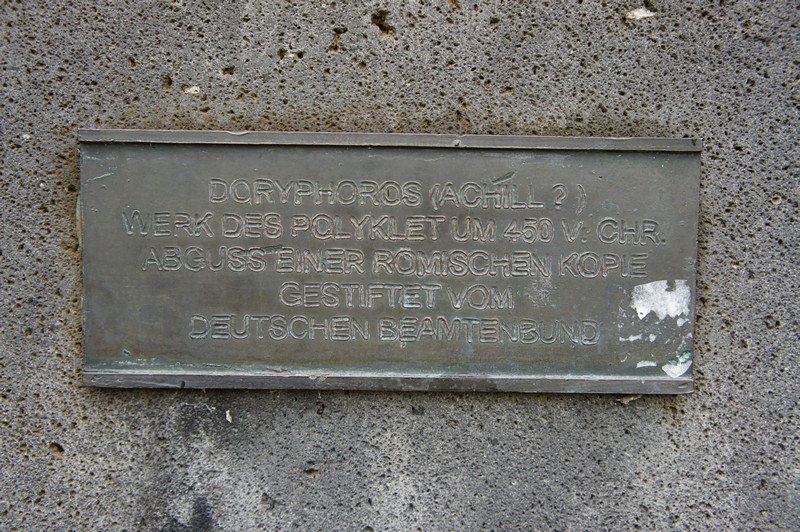 DORYPHOROS (ACHILL ? )
WERK DES POLYKLET UM 450 V. CHR.
ABGUSS EINER RÖMISCHEN KOPIE
GESTIFTET VOM
DEUTSCHEN BEAMTENBUND